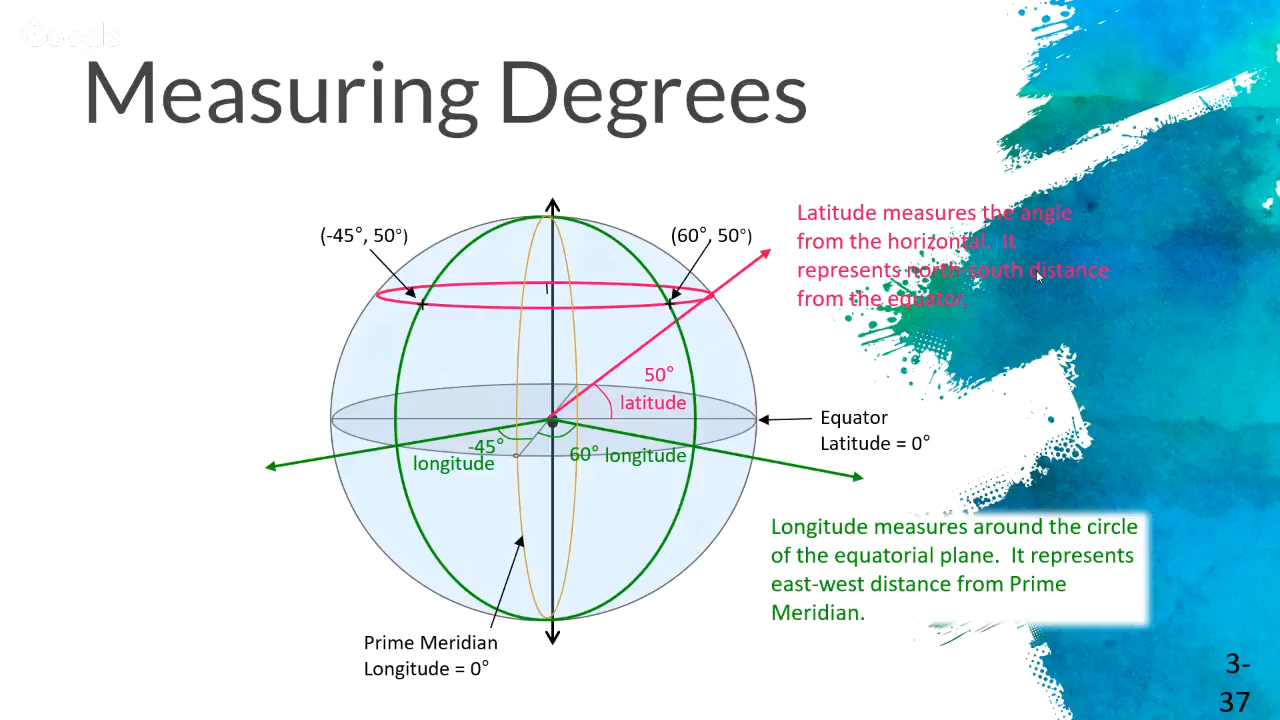 Google
Measuring Degrees
Latitude measures the angle
from the horizontal. It
represents north-south distance
from the equator.
(-45°, 50°)
(60°, 50°)
50°
latitude
Equator
Latitude = 0°
-45°
longitude
60° longitude
Longitude measures around the circle
of the equatorial plane. It represents
east-west distance from Prime
Meridian.
Prime Meridian
Longitude = 0°
3-
37